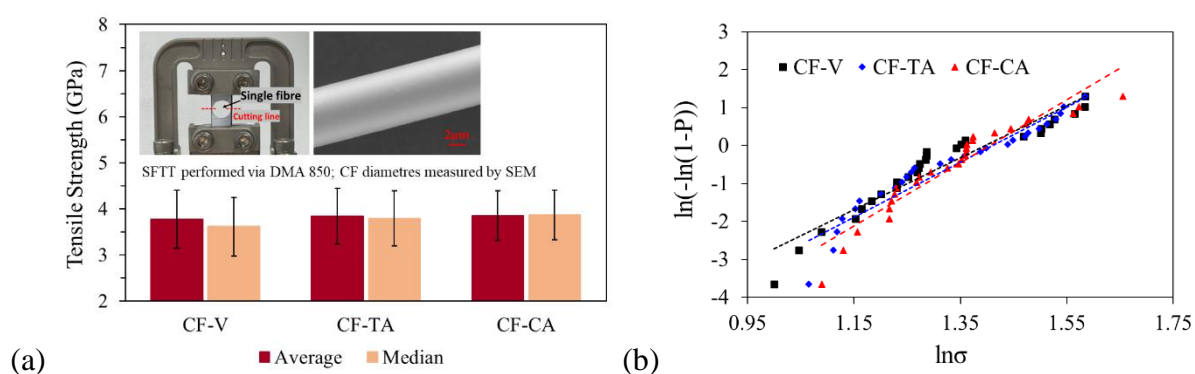 Tensile Strength (GPa)
8
7
6
5
4
3
2
Single fibre
Cutting line
2μm
SFTT performed via DMA 850; CF diametres measured by SEM
CF-V CF-TA CF-CA
Average Median
(a)
ln(-ln(1-P))
CF-V CF-TA CF-CA
2
1
0
-1
-2
-3
-4
0.95 1.15 1.35 1.55 1.75
lnσ
(b)